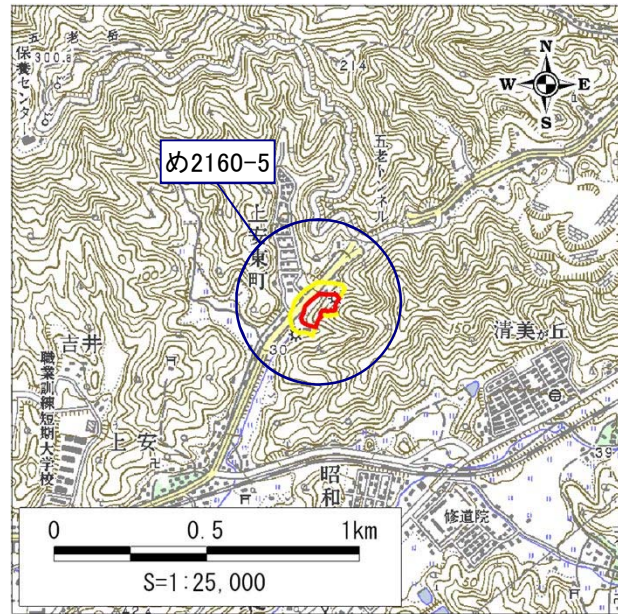 五老岳
300.8
保養センター
214
N
W
E
S
五老トンネル
め2160-5
上安東町
30
150
清美が丘
吉井
職業訓練短期大学校
上安
昭和
39
修道院
0
0.5
1km
S=1:25,000